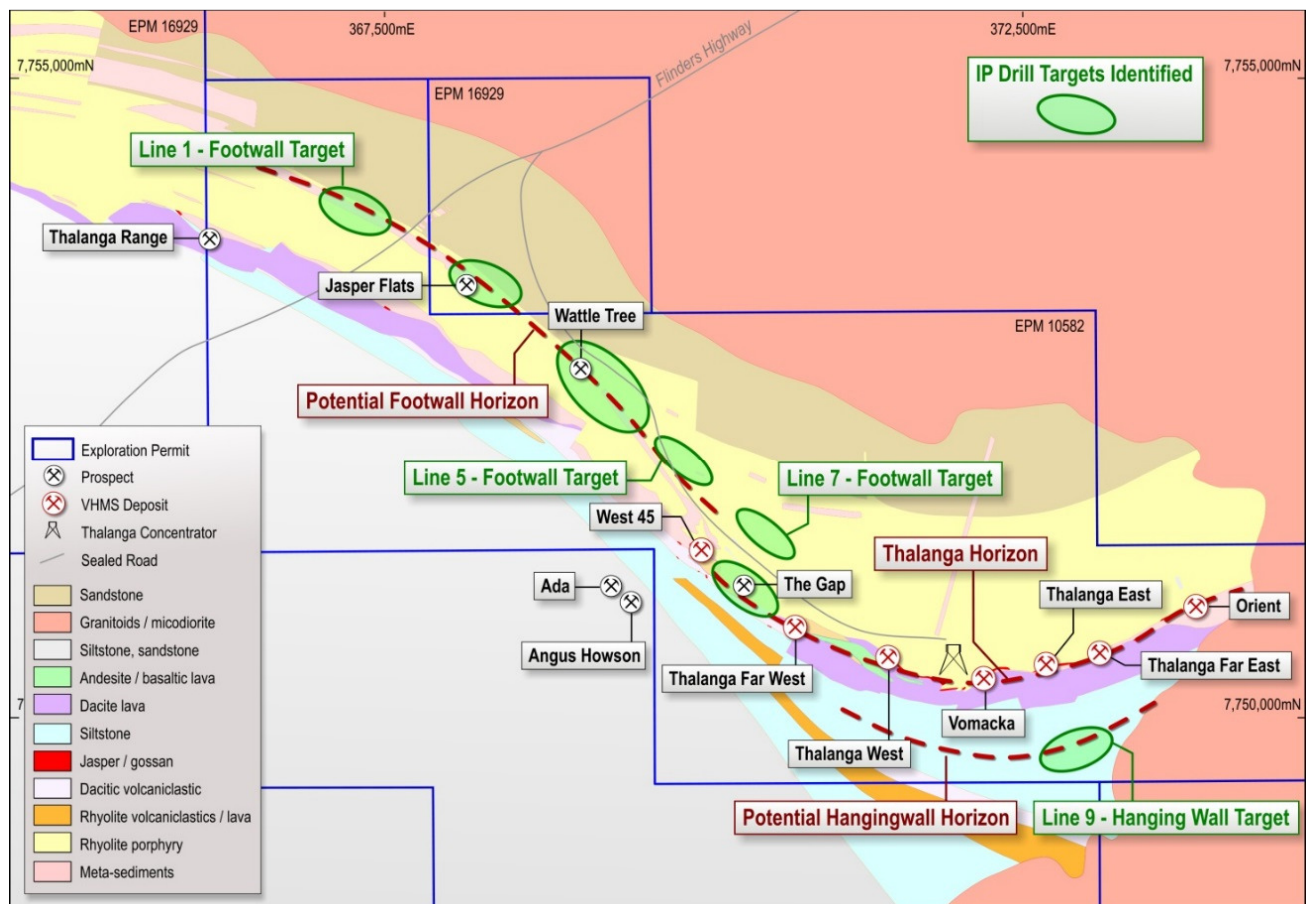 EPM 16929
367,500mE
372,500mE
Flinders Highway
7,755,000mN
7,755,000mN
IP Drill Targets Identified
EPM 16929
Line 1 - Footwall Target
Thalanga Range
Jasper Flats
Wattle Tree
EPM 10582
Potential Footwall Horizon
Line 5 - Footwall Target
Line 7 - Footwall Target
West 45
Thalanga Horizon
The Gap
Ada
Thalanga East
Orient
Angus Howson
Thalanga Far West
Thalanga Far East
7,750,000mN
7
Vomacka
Thalanga West
Potential Hangingwall Horizon
Line 9 - Hanging Wall Target
Exploration Permit
Prospect
VHMS Deposit
Thalanga Concentrator
Sealed Road
Sandstone
Granitoids / micodiorite
Siltstone, sandstone
Andesite / basaltic lava
Dacite lava
Siltstone
Jasper / gossan
Dacitic volcaniclastic
Rhyolite volcaniclastics / lava
Rhyolite porphyry
Meta-sediments